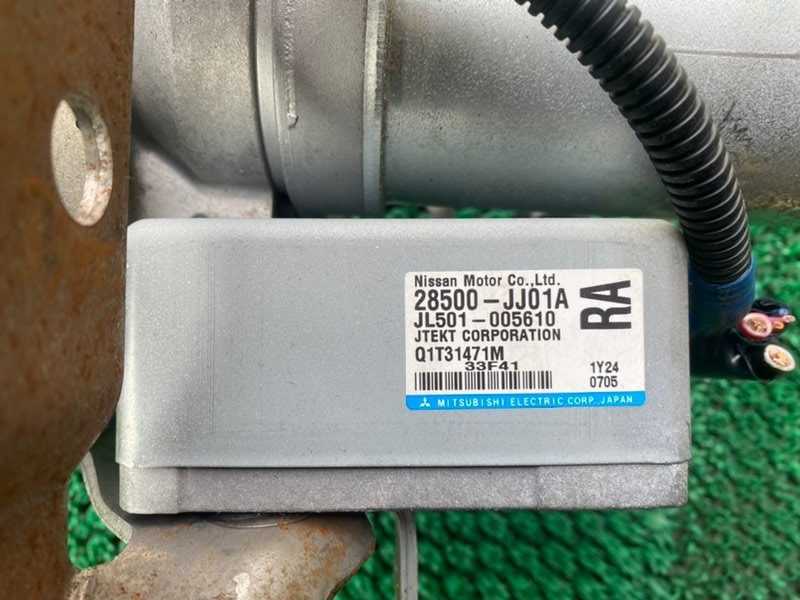 Nissan Motor Co.,Ltd.
28500-JJ01A
RA
JL501-005610
JTEKT CORPORATION
Q1T31471M
33F41
1Y24
0705
MITSUBISHI ELECTRIC CORP.,JAPAN